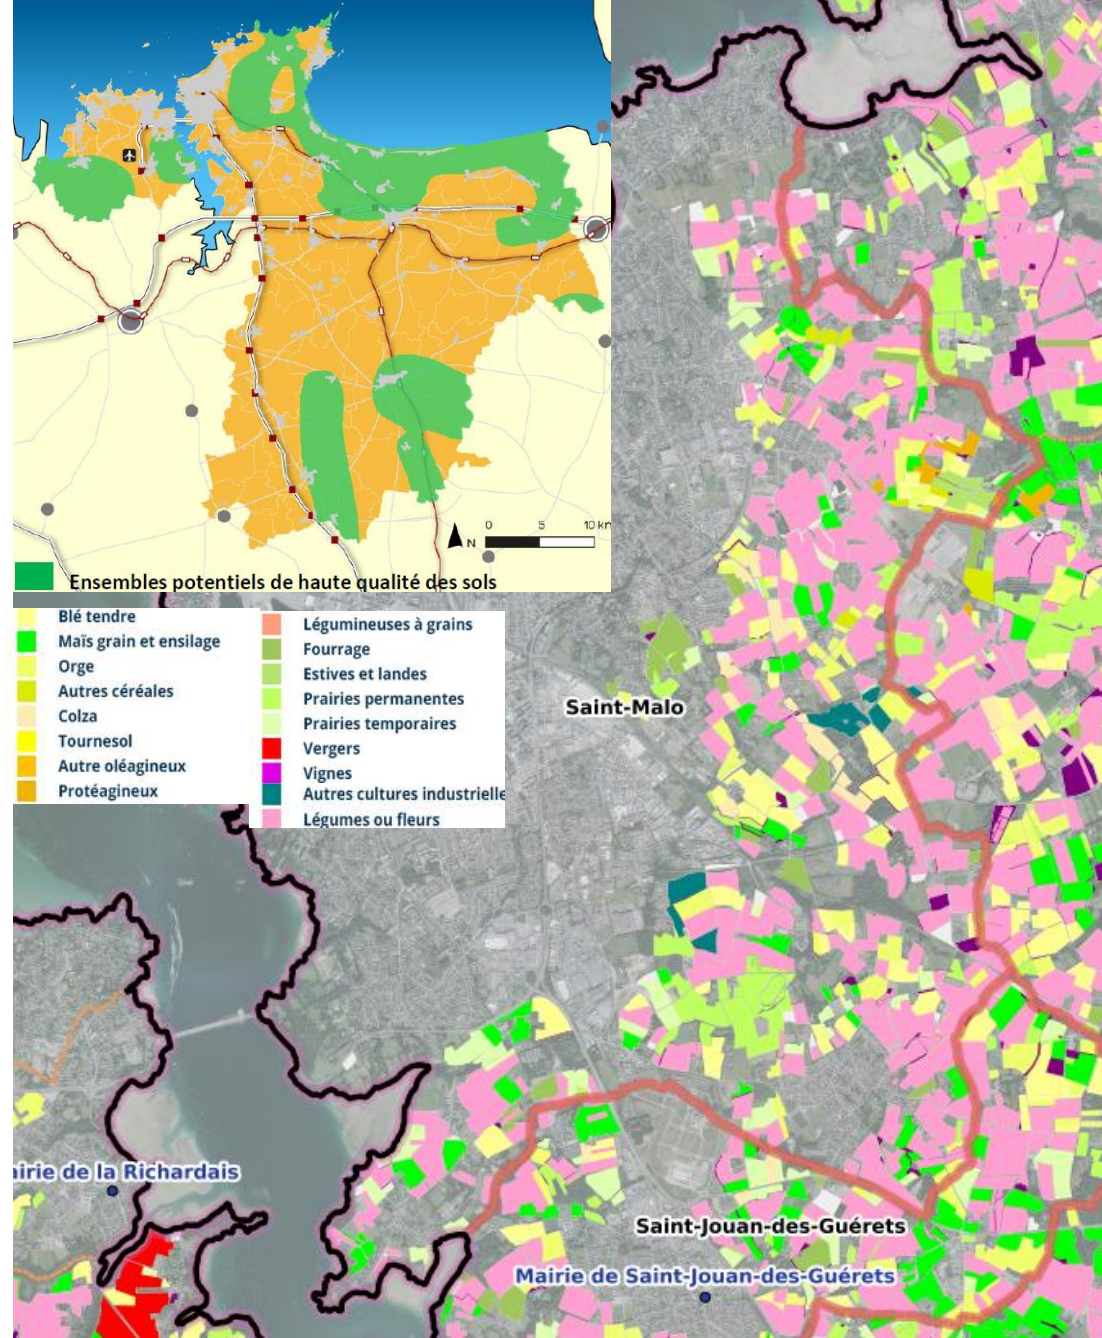 0 5 10 km
N
Ensembles potentiels de haute qualité des sols
Blé tendre
Maïs grain et ensilage
Orge
Autres céréales
Colza
Tournesol
Autre oléagineux
Protéagineux
Légumineuses à grains
Fourrage
Estives et landes
Prairies permanentes
Prairies temporaires
Vergers
Vignes
Autres cultures industrielle
Légumes ou fleurs
Saint-Malo
airie de la Richardais
Saint-Jouan-des-Guérets
Mairie de Saint-Jouan-des-Guérets